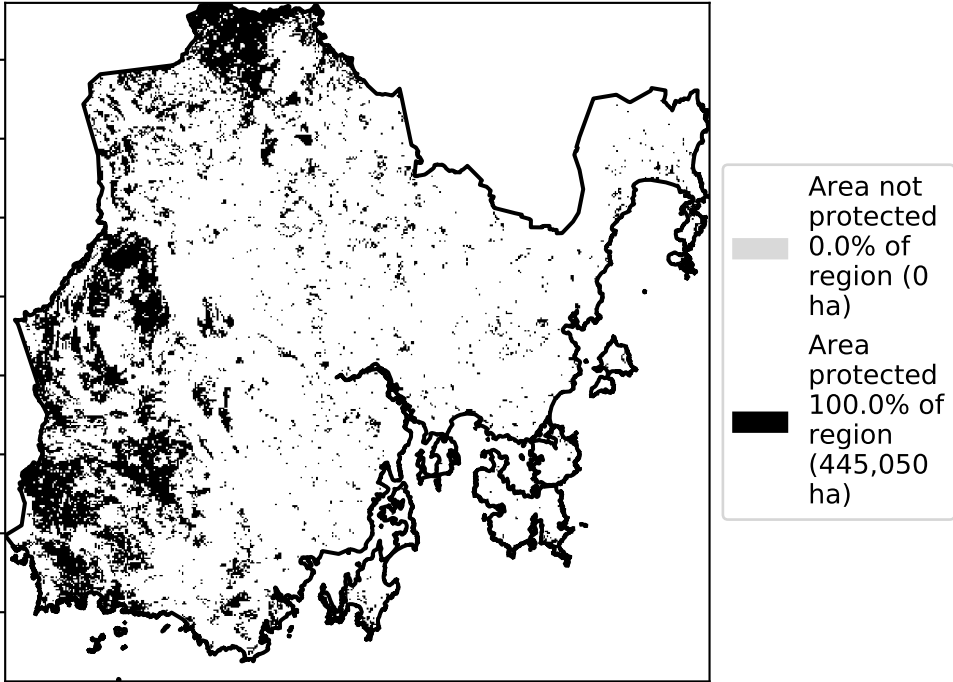 Area not
protected
0.0% of
region (0
ha)
Area
protected
100.0% of
region
(445,050
ha)